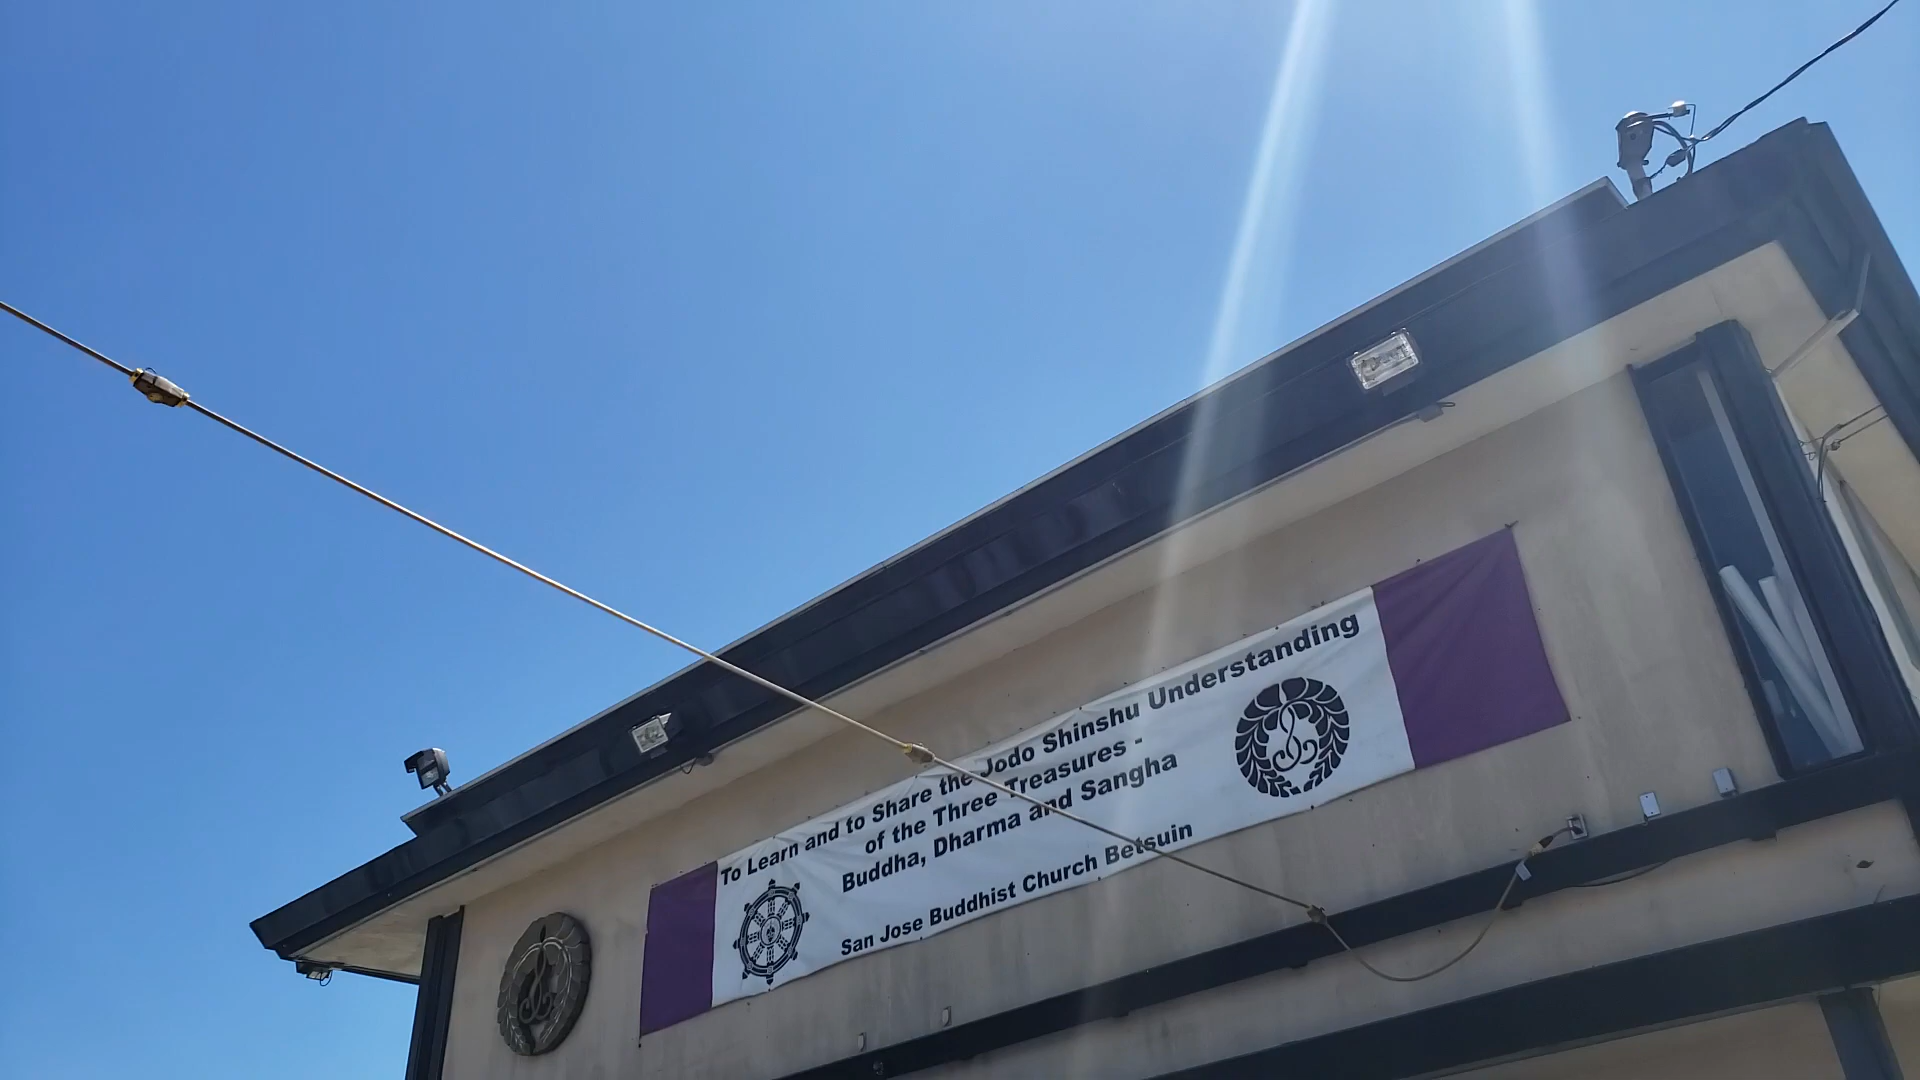 To Learn and to Share the Jodo Shinshu Understanding
of the Three Treasures -
Buddha, Dharma and Sangha
San Jose Buddhist Church Betsuin